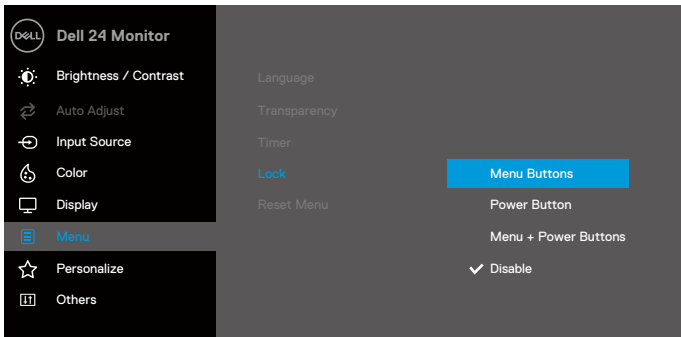 DELL Dell 24 Monitor
Brightness / Contrast
Auto Adjust
Input Source
Color
Display
Menu
Personalize
Others
Language
Transparency
Timer
Lock
Reset Menu
Menu Buttons
Power Button
Menu + Power Buttons
Disable